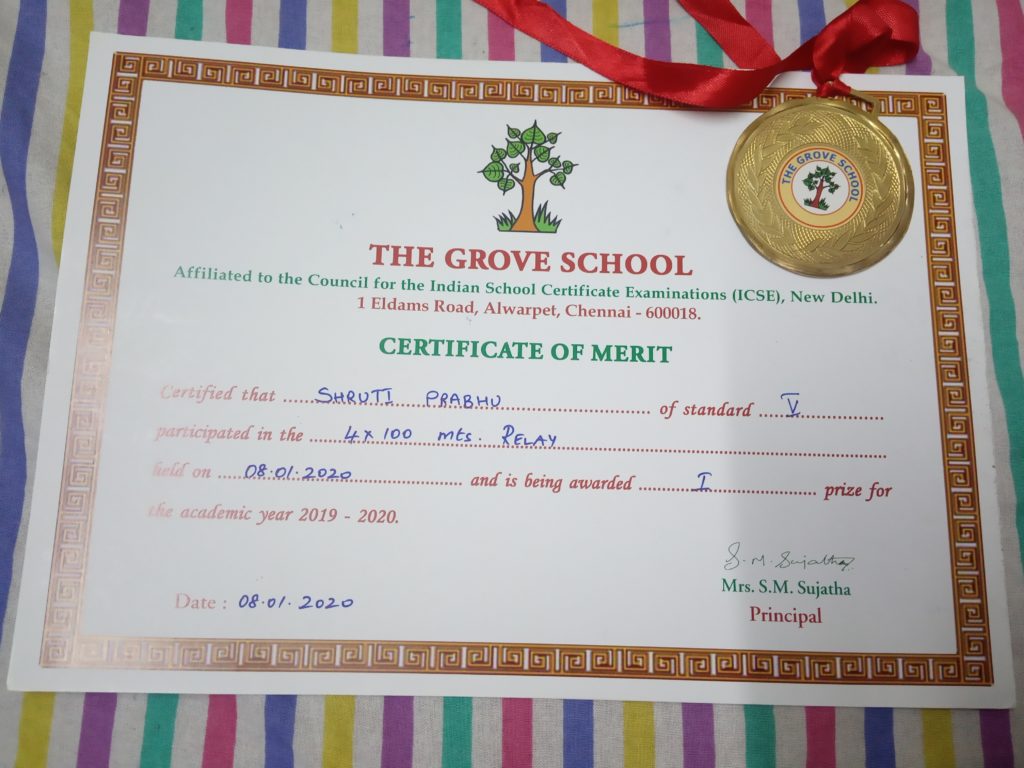 THE GROVE SCHOOL
THE GROVE SCHOOL
Affiliated to the Council for the Indian School Certificate Examinations (ICSE), New Delhi.
1 Eldams Road, Alwarpet, Chennai - 600018.
CERTIFICATE OF MERIT
Certified that SHRUTI PRABHU of standard V
participated in the 4x100 mts. RELAY
held on 08.01.2020 and is being awarded I prize for
the academic year 2019 - 2020.
S.M. Sujatha
Mrs. S.M. Sujatha
Date : 08.01.2020
Principal